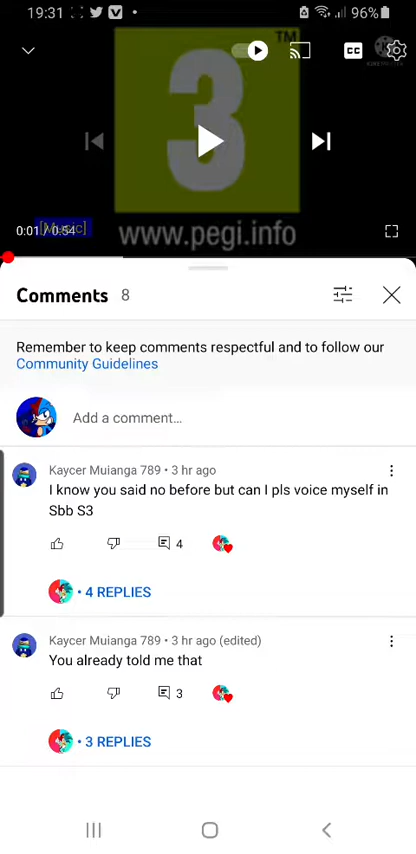 19:31
96%
TM
3
CC
[Music]
0:01 / 0:54
www.pegi.info
Comments 8
Remember to keep comments respectful and to follow our
Community Guidelines
Add a comment...
Kaycer Muianga 789 • 3 hr ago
I know you said no before but can I pls voice myself in
Sbb S3
4
• 4 REPLIES
Kaycer Muianga 789 • 3 hr ago (edited)
You already told me that
3
• 3 REPLIES